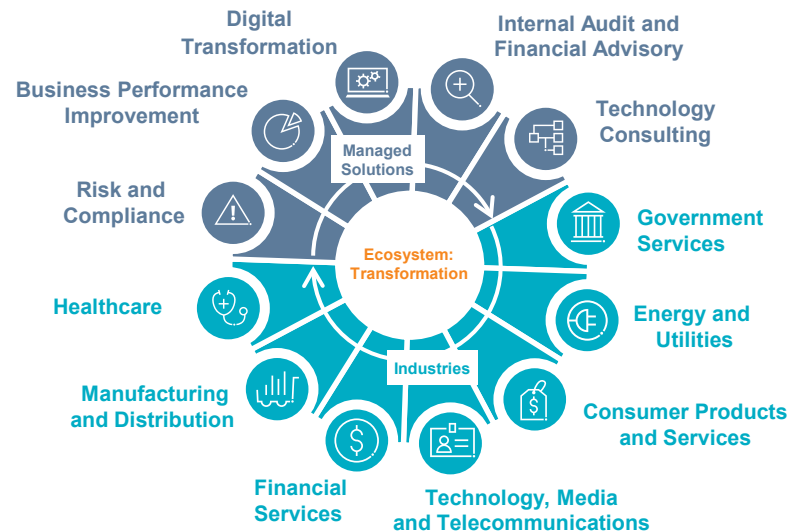 Digital
Transformation
Internal Audit and
Financial Advisory
Business Performance
Improvement
Technology
Consulting
Managed
Solutions
Risk and
Compliance
Government
Services
Ecosystem:
Transformation
Healthcare
Energy and
Utilities
Industries
Manufacturing
and Distribution
Consumer Products
and Services
Financial
Services
Technology, Media
and Telecommunications